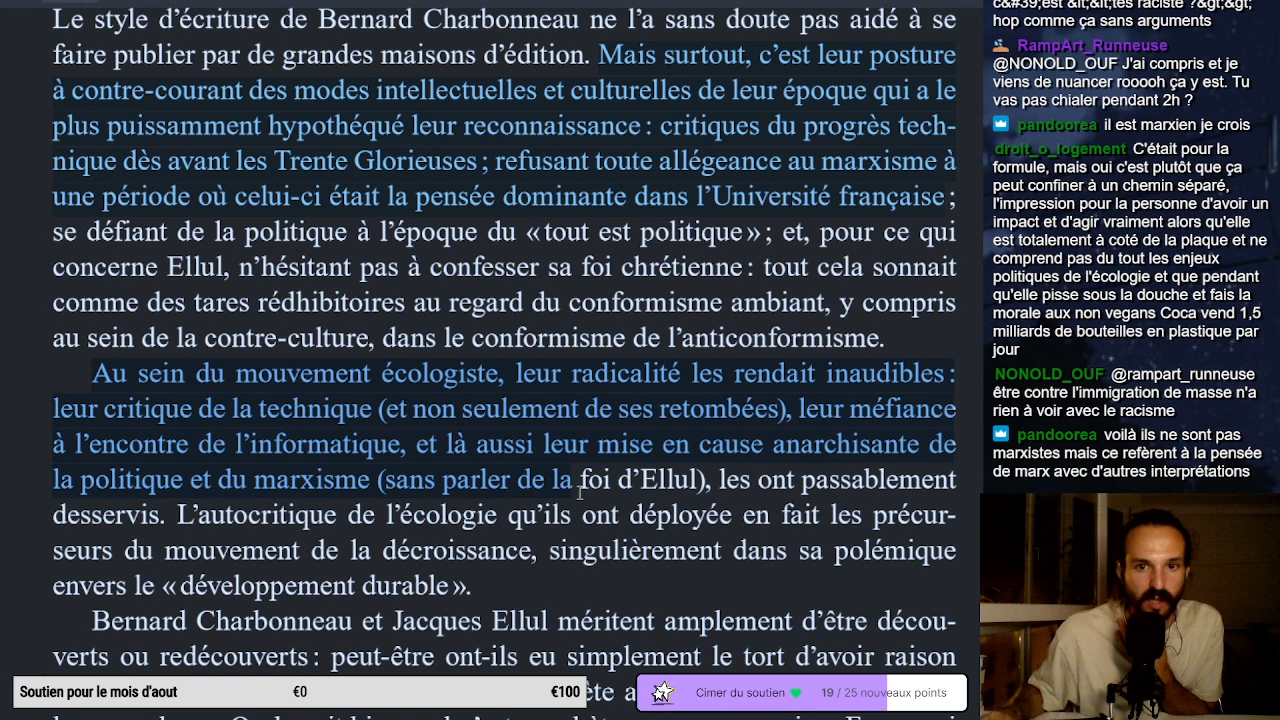 Le style d’écriture de Bernard Charbonneau ne l’a sans doute pas aidé à se
faire publier par de grandes maisons d’édition. Mais surtout, c’est leur posture
à contre-courant des modes intellectuelles et culturelles de leur époque qui a le
plus puissamment hypothéqué leur reconnaissance : critiques du progrès tech-
nique dès avant les Trente Glorieuses ; refusant toute allégeance au marxisme à
une période où celui-ci était la pensée dominante dans l’Université française ;
se défiant de la politique à l’époque du « tout est politique » ; et, pour ce qui
concerne Ellul, n’hésitant pas à confesser sa foi chrétienne : tout cela sonnait
comme des tares rédhibitoires au regard du conformisme ambiant, y compris
au sein de la contre-culture, dans le conformisme de l’anticonformisme.
Au sein du mouvement écologiste, leur radicalité les rendait inaudibles :
leur critique de la technique (et non seulement de ses retombées), leur méfiance
à l’encontre de l’informatique, et là aussi leur mise en cause anarchisante de
la politique et du marxisme (sans parler de la foi d’Ellul), les ont passablement
desservis. L’autocritique de l’écologie qu’ils ont déployée en fait les précur-
seurs du mouvement de la décroissance, singulièrement dans sa polémique
envers le « développement durable ».
Bernard Charbonneau et Jacques Ellul méritent amplement d’être décou-
verts ou redécouverts : peut-être ont-ils eu simplement le tort d’avoir raison
Soutien pour le mois d'aout €0 €100
Cimer du soutien 19 / 25 nouveaux points
c&#39;est &lt;&lt;tes raciste ?&gt;&gt;
hop comme ça sans arguments
RampArt_Runneuse
@NONOLD_OUF J'ai compris et je
viens de nuancer rooooh ça y est. Tu
vas pas chialer pendant 2h ?
pandoorea il est marxien je crois
droit_o_logement C'était pour la
formule, mais oui c'est plutôt que ça
peut confiner à un chemin séparé,
l'impression pour la personne d'avoir un
impact et d'agir vraiment alors qu'elle
est totalement à coté de la plaque et ne
comprend pas du tout les enjeux
politiques de l'écologie et que pendant
qu'elle pisse sous la douche et fais la
morale aux non vegans Coca vend 1,5
milliards de bouteilles en plastique par
jour
NONOLD_OUF @rampart_runneuse
être contre l'immigration de masse n'a
rien à voir avec le racisme
pandoorea voilà ils ne sont pas
marxistes mais ce refèrent à la pensée
de marx avec d'autres interprétations